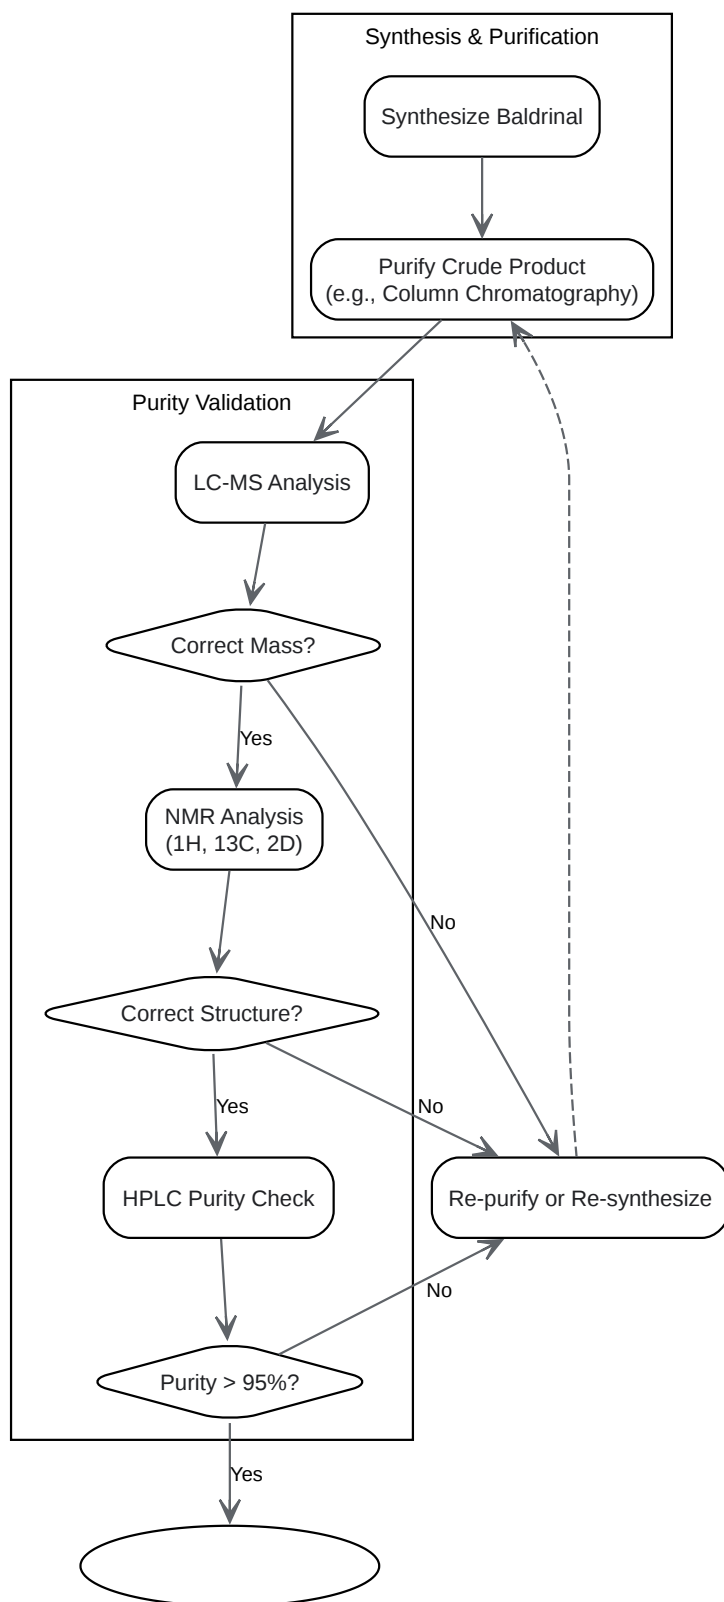 Synthesis & Purification
Synthesize Baldrinal
Purify Crude Product
(e.g., Column Chromatography)
Purity Validation
LC-MS Analysis
Correct Mass?
Yes
NMR Analysis
(1H, 13C, 2D)
No
Correct Structure?
Yes
No
HPLC Purity Check
Re-purify or Re-synthesize
No
Purity > 95%?
Yes